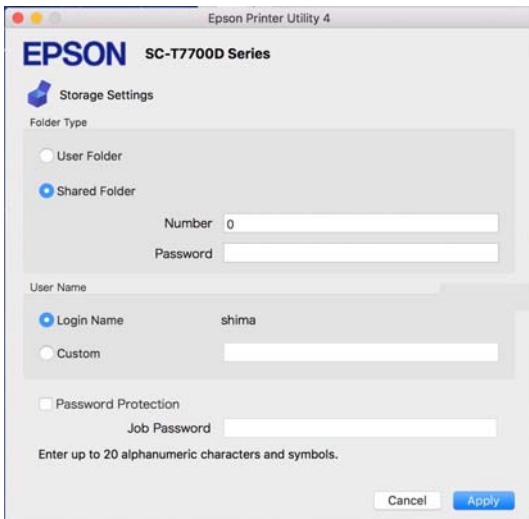 Epson Printer Utility 4
EPSON SC-T7700D Series
Storage Settings
Folder Type
User Folder
Shared Folder
Number 0
Password
User Name
Login Name shima
Custom
Password Protection
Job Password
Enter up to 20 alphanumeric characters and symbols.
Cancel Apply